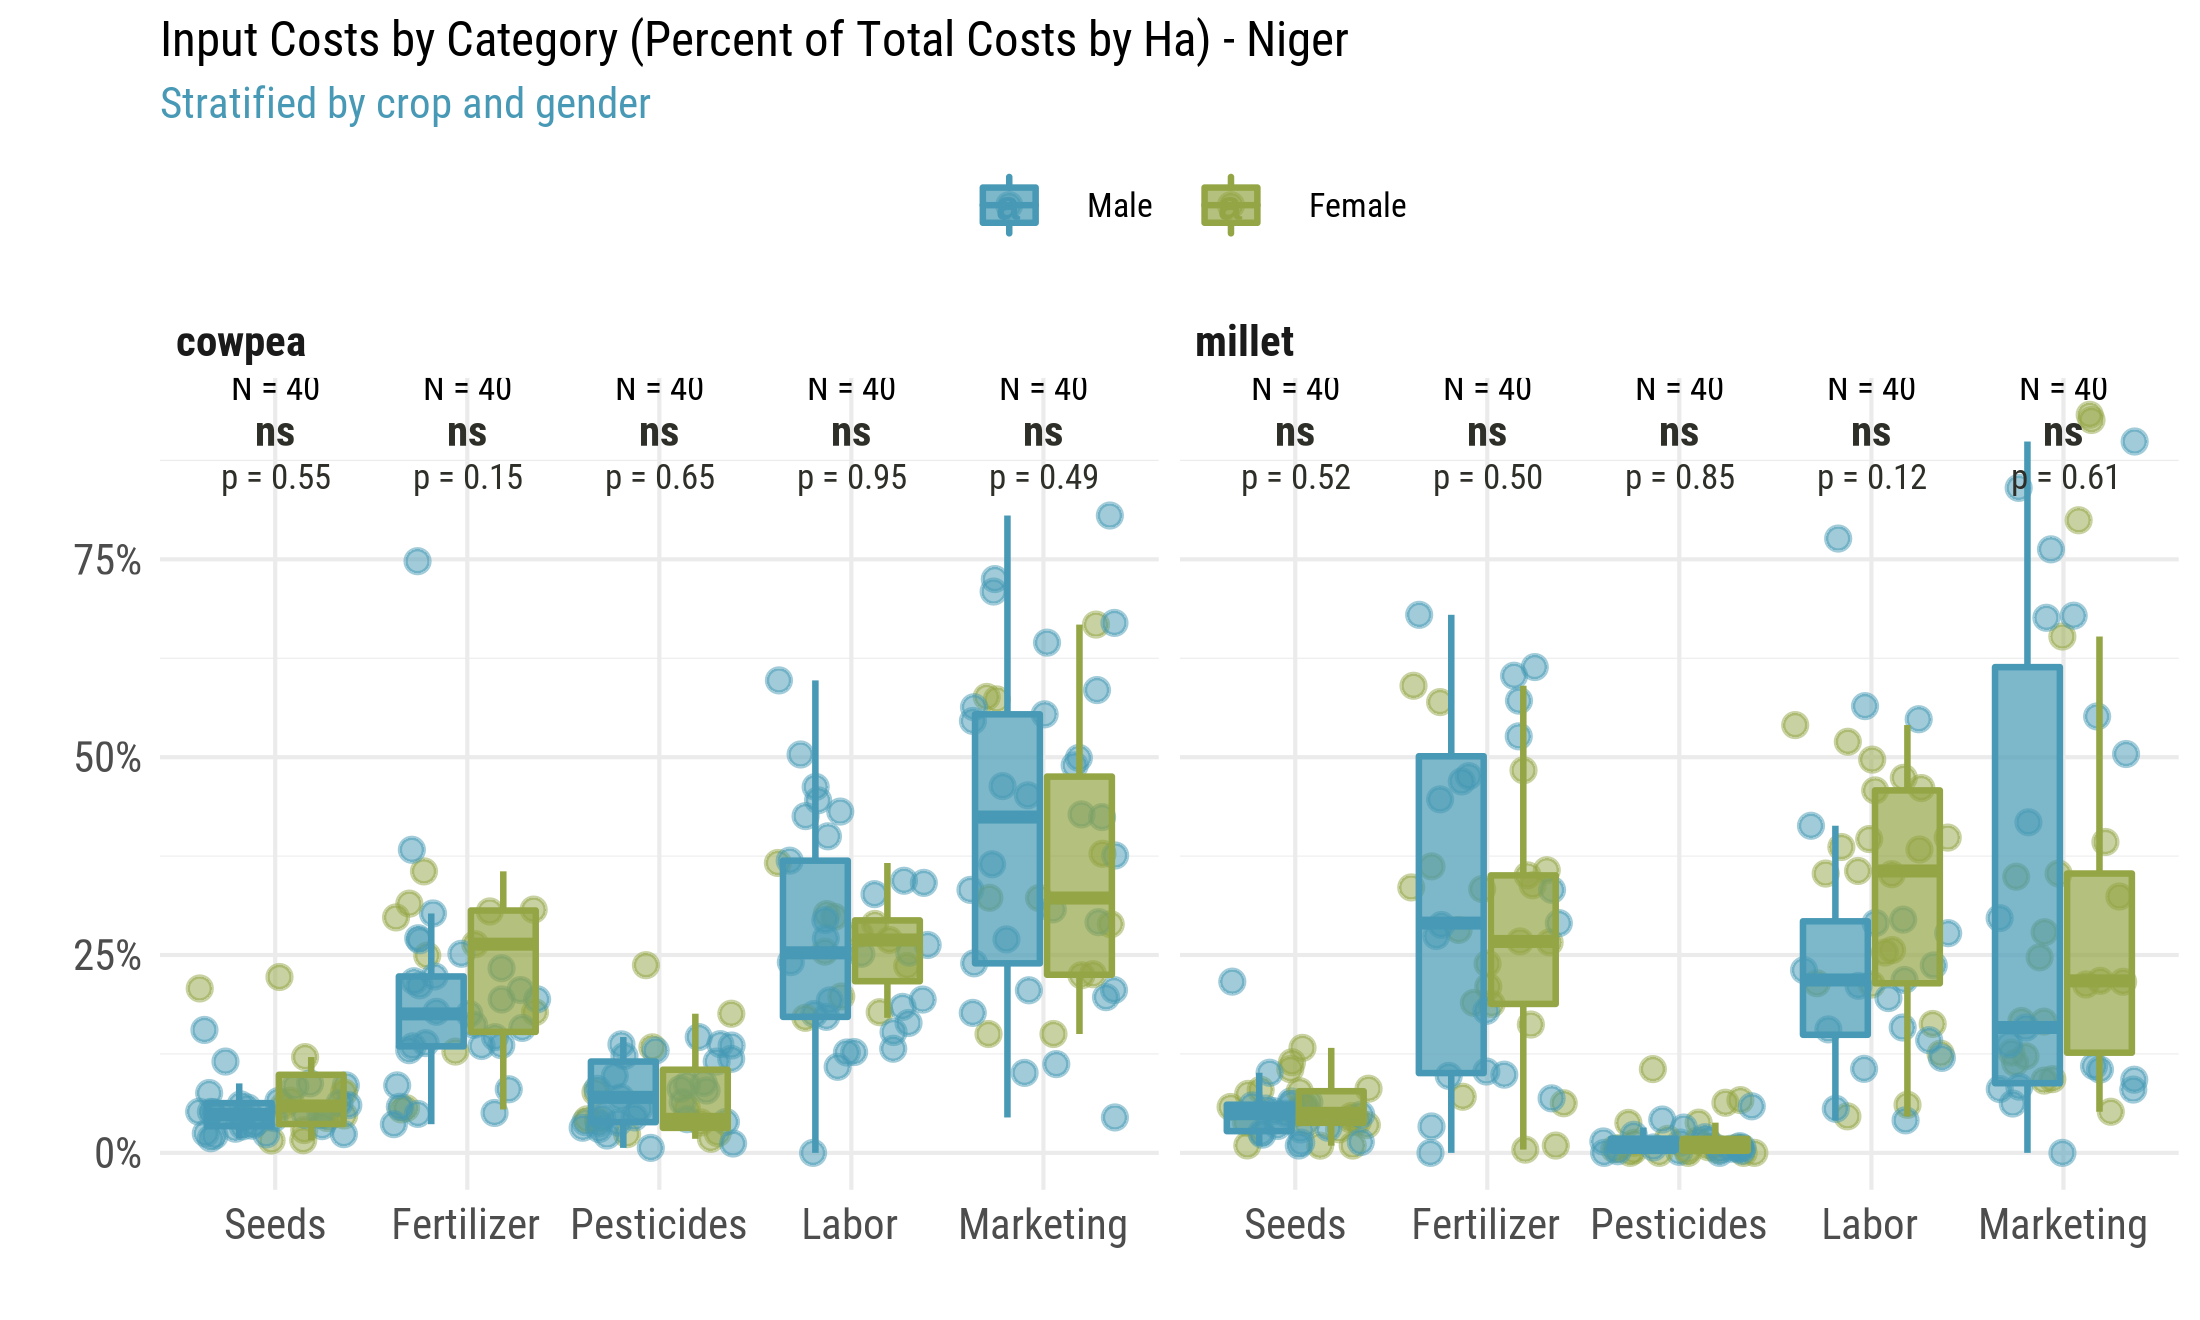 Input Costs by Category (Percent of Total Costs by Ha) - Niger
Stratified by crop and gender
Male Female
cowpea millet
N = 40 N = 40 N = 40 N = 40 N = 40 N = 40 N = 40 N = 40 N = 40 N = 40
ns ns ns ns ns ns ns ns ns ns
p = 0.55 p = 0.15 p = 0.65 p = 0.95 p = 0.49 p = 0.52 p = 0.50 p = 0.85 p = 0.12 p = 0.61
75%
50%
25%
0%
Seeds Fertilizer Pesticides Labor Marketing Seeds Fertilizer Pesticides Labor Marketing